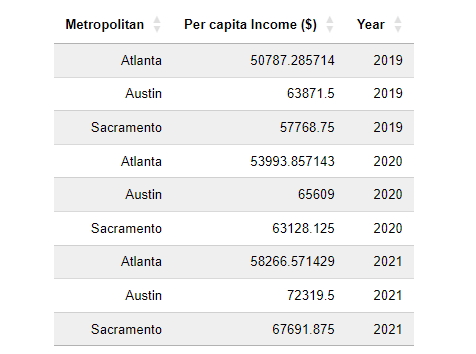 Metropolitan Per capita Income ($) Year
Atlanta 50787.285714 2019
Austin 63871.5 2019
Sacramento 57768.75 2019
Atlanta 53993.857143 2020
Austin 65609 2020
Sacramento 63128.125 2020
Atlanta 58266.571429 2021
Austin 72319.5 2021
Sacramento 67691.875 2021